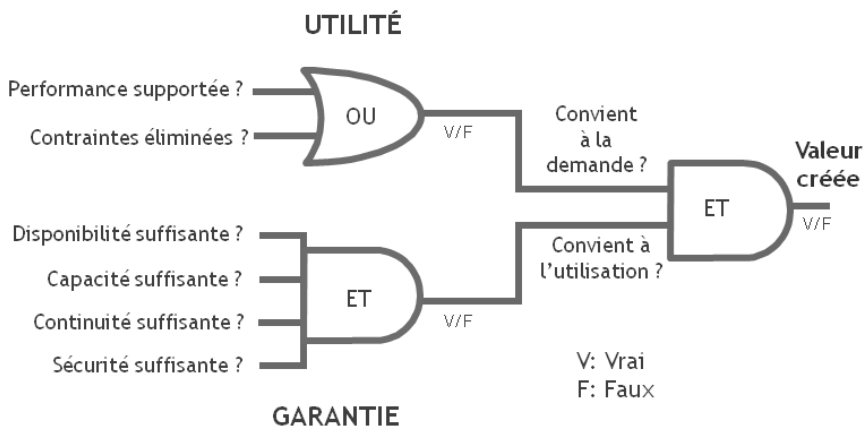 UTILITÉ
Performance supportée ?
Contraintes éliminées ?
OU
V/F
Convient
à la
demande ?
Valeur
créée
ET
V/F
Disponibilité suffisante ?
Capacité suffisante ?
Continuité suffisante ?
Sécurité suffisante ?
ET
V/F
Convient à
l'utilisation ?
V: Vrai
F: Faux
GARANTIE